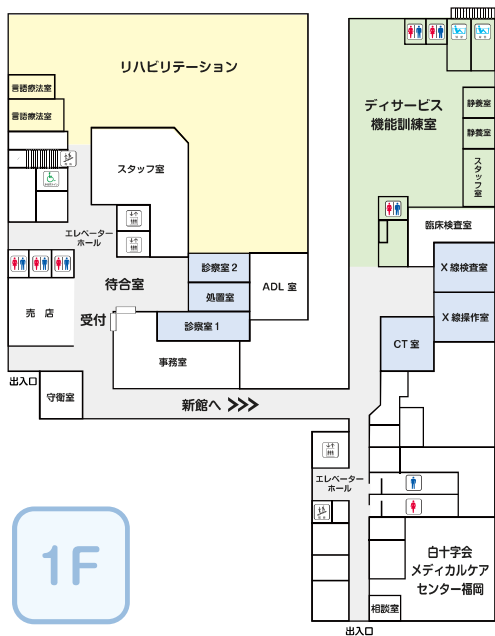 リハビリテーション
言語療法室
言語療法室
スタッフ室
エレベーター
ホール
待合室
診察室2
処置室
ADL室
売店
受付
診察室1
事務室
出入口
守衛室
新館へ
ディサービス
機能訓練室
静養室
静養室
スタッフ室
臨床検査室
X線検査室
X線操作室
CT室
エレベーター
ホール
白十字会
メディカルケア
センター福岡
相談室
出入口
1F